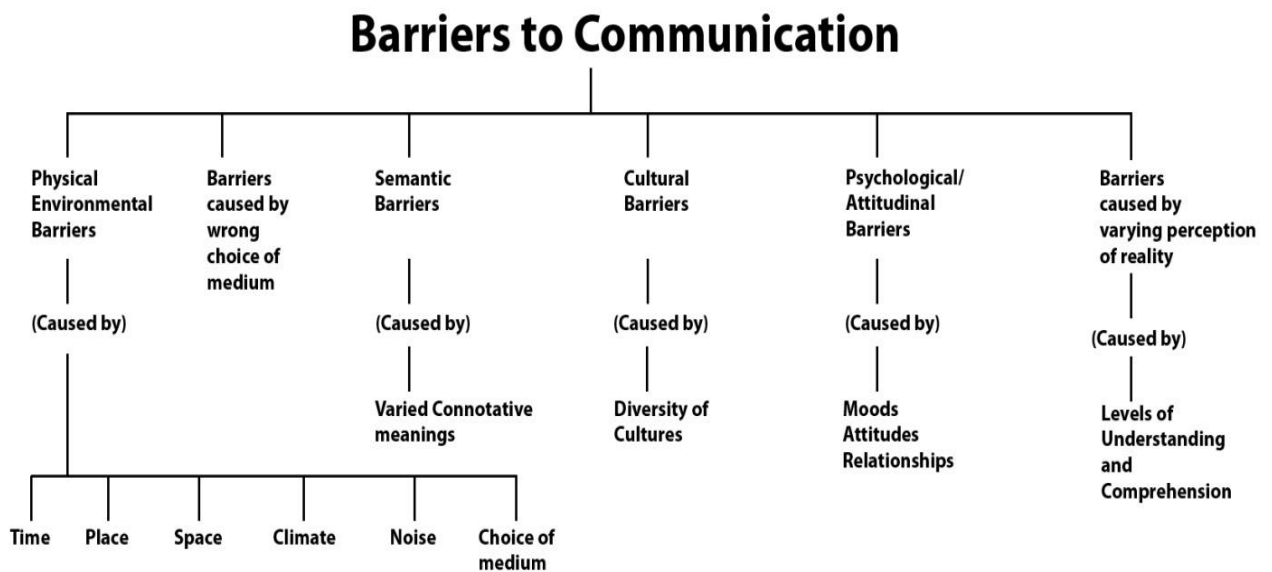 Barriers to Communication
Physical
Environmental
Barriers
Barriers
caused by
wrong
choice of
medium
Semantic
Barriers
Cultural
Barriers
Psychological/
Attitudinal
Barriers
Barriers
caused by
varying perception
of reality
(Caused by)
(Caused by)
(Caused by)
(Caused by)
(Caused by)
Varied Connotative
meanings
Diversity of
Cultures
Moods
Attitudes
Relationships
Levels of
Understanding
and
Comprehension
Time
Place
Space
Climate
Noise
Choice of
medium